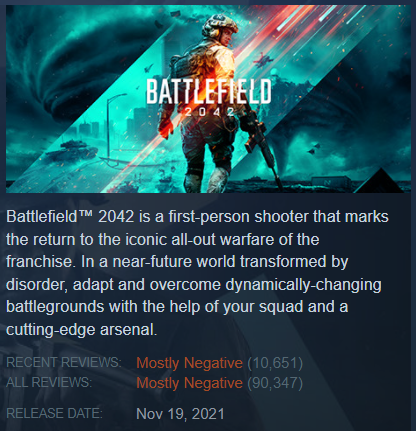 BATTLEFIELD
2042
Battlefield™ 2042 is a first-person shooter that marks
the return to the iconic all-out warfare of the
franchise. In a near-future world transformed by
disorder, adapt and overcome dynamically-changing
battlegrounds with the help of your squad and a
cutting-edge arsenal.
RECENT REVIEWS: Mostly Negative (10,651)
ALL REVIEWS: Mostly Negative (90,347)
RELEASE DATE: Nov 19, 2021